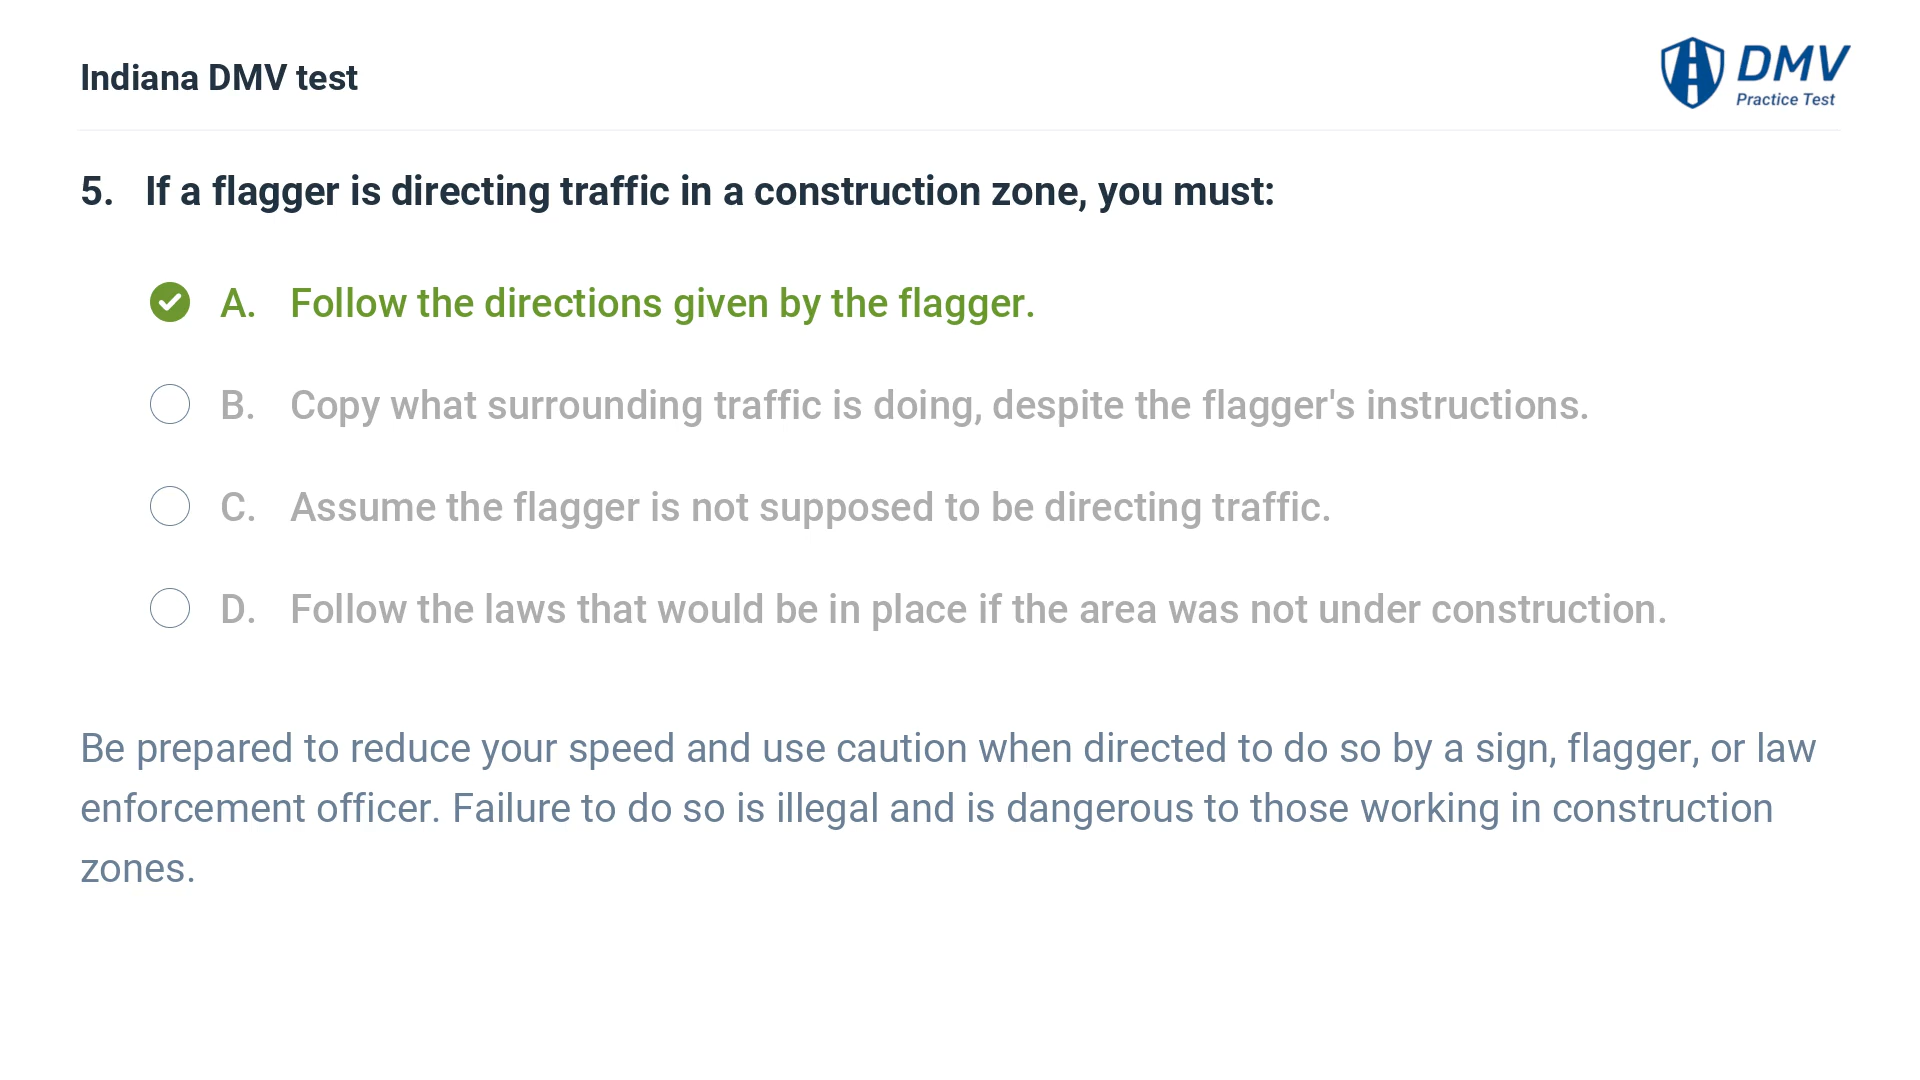 Indiana DMV test
DMV
Practice Test
5. If a flagger is directing traffic in a construction zone, you must:
A. Follow the directions given by the flagger.
B. Copy what surrounding traffic is doing, despite the flagger's instructions.
C. Assume the flagger is not supposed to be directing traffic.
D. Follow the laws that would be in place if the area was not under construction.
Be prepared to reduce your speed and use caution when directed to do so by a sign, flagger, or law
enforcement officer. Failure to do so is illegal and is dangerous to those working in construction
zones.